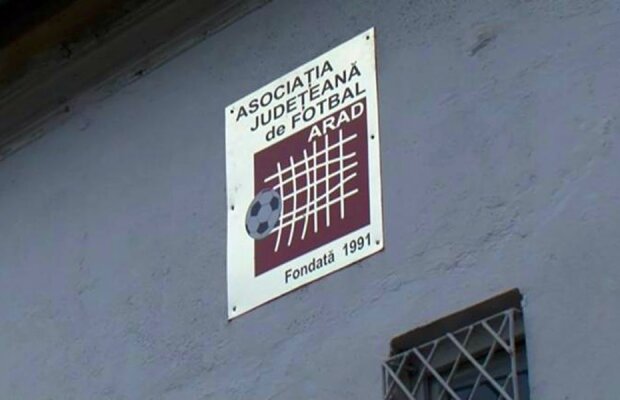 ASOCIAȚIA
JUDEȚEANĂ
de FOTBAL
ARAD
Fondată 1991